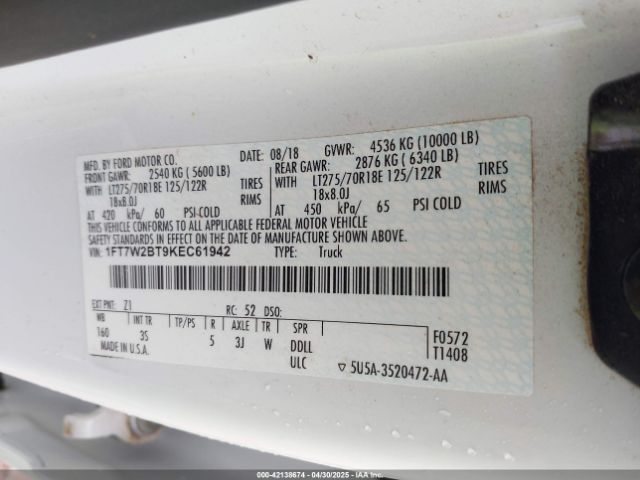 MFD. BY FORD MOTOR CO.
DATE: 08/18 GVWR: 4536 KG (10000 LB)
FRONT GAWR: 2540 KG (5600 LB)
REAR GAWR: 2876 KG (6340 LB)
WITH LT275/70R18E 125/122R TIRES
WITH LT275/70R18E 125/122R TIRES
18x8.0J RIMS
18x8.0J RIMS
AT 420 kPa/ 60 PSI COLD
AT 450 kPa/ 65 PSI COLD
THIS VEHICLE CONFORMS TO ALL APPLICABLE FEDERAL MOTOR VEHICLE
SAFETY STANDARDS IN EFFECT ON THE DATE OF MANUFACTURE SHOWN ABOVE.
VIN: 1FT7W2BT9KEC61942 TYPE: Truck
EXT PNT: Z1 RC: 52 DSO:
WB INT TR TP/PS R AXLE TR SPR
160 3S 5 3J W DDLL
F0572
T1408
MADE IN U.S.A. ULC
▽ 5U5A-3520472-AA
000-42138674 04/30/2025 IAAI.COM